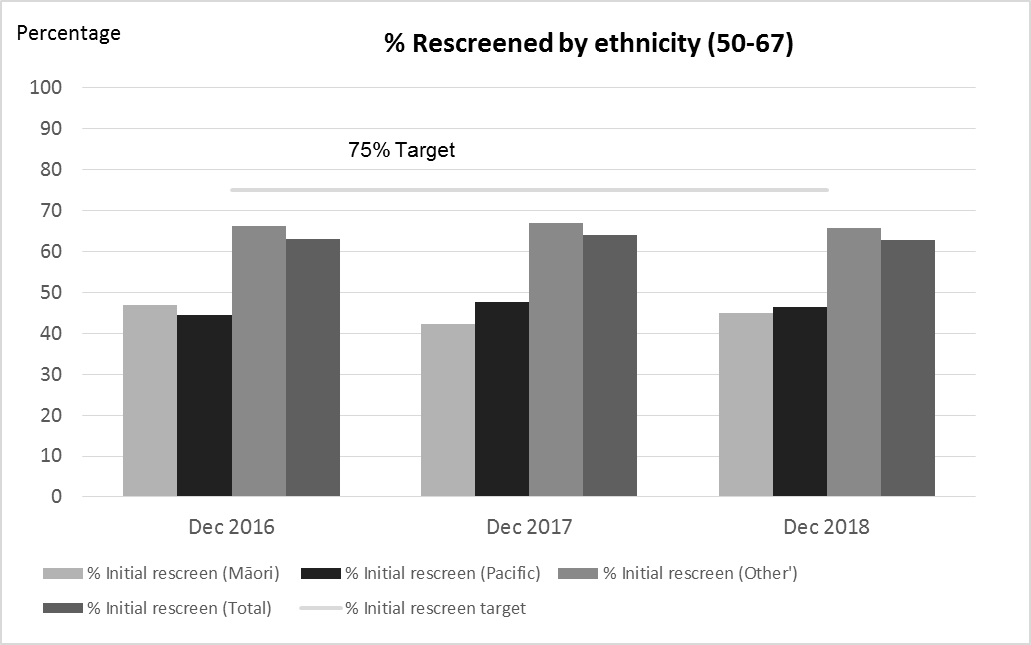 Percentage
% Rescreened by ethnicity (50-67)
100
90
75% Target
80
70
60
50
40
30
20
10
0
Dec 2016 Dec 2017 Dec 2018
% Initial rescreen (Māori) % Initial rescreen (Pacific) % Initial rescreen (Other')
% Initial rescreen (Total) % Initial rescreen target